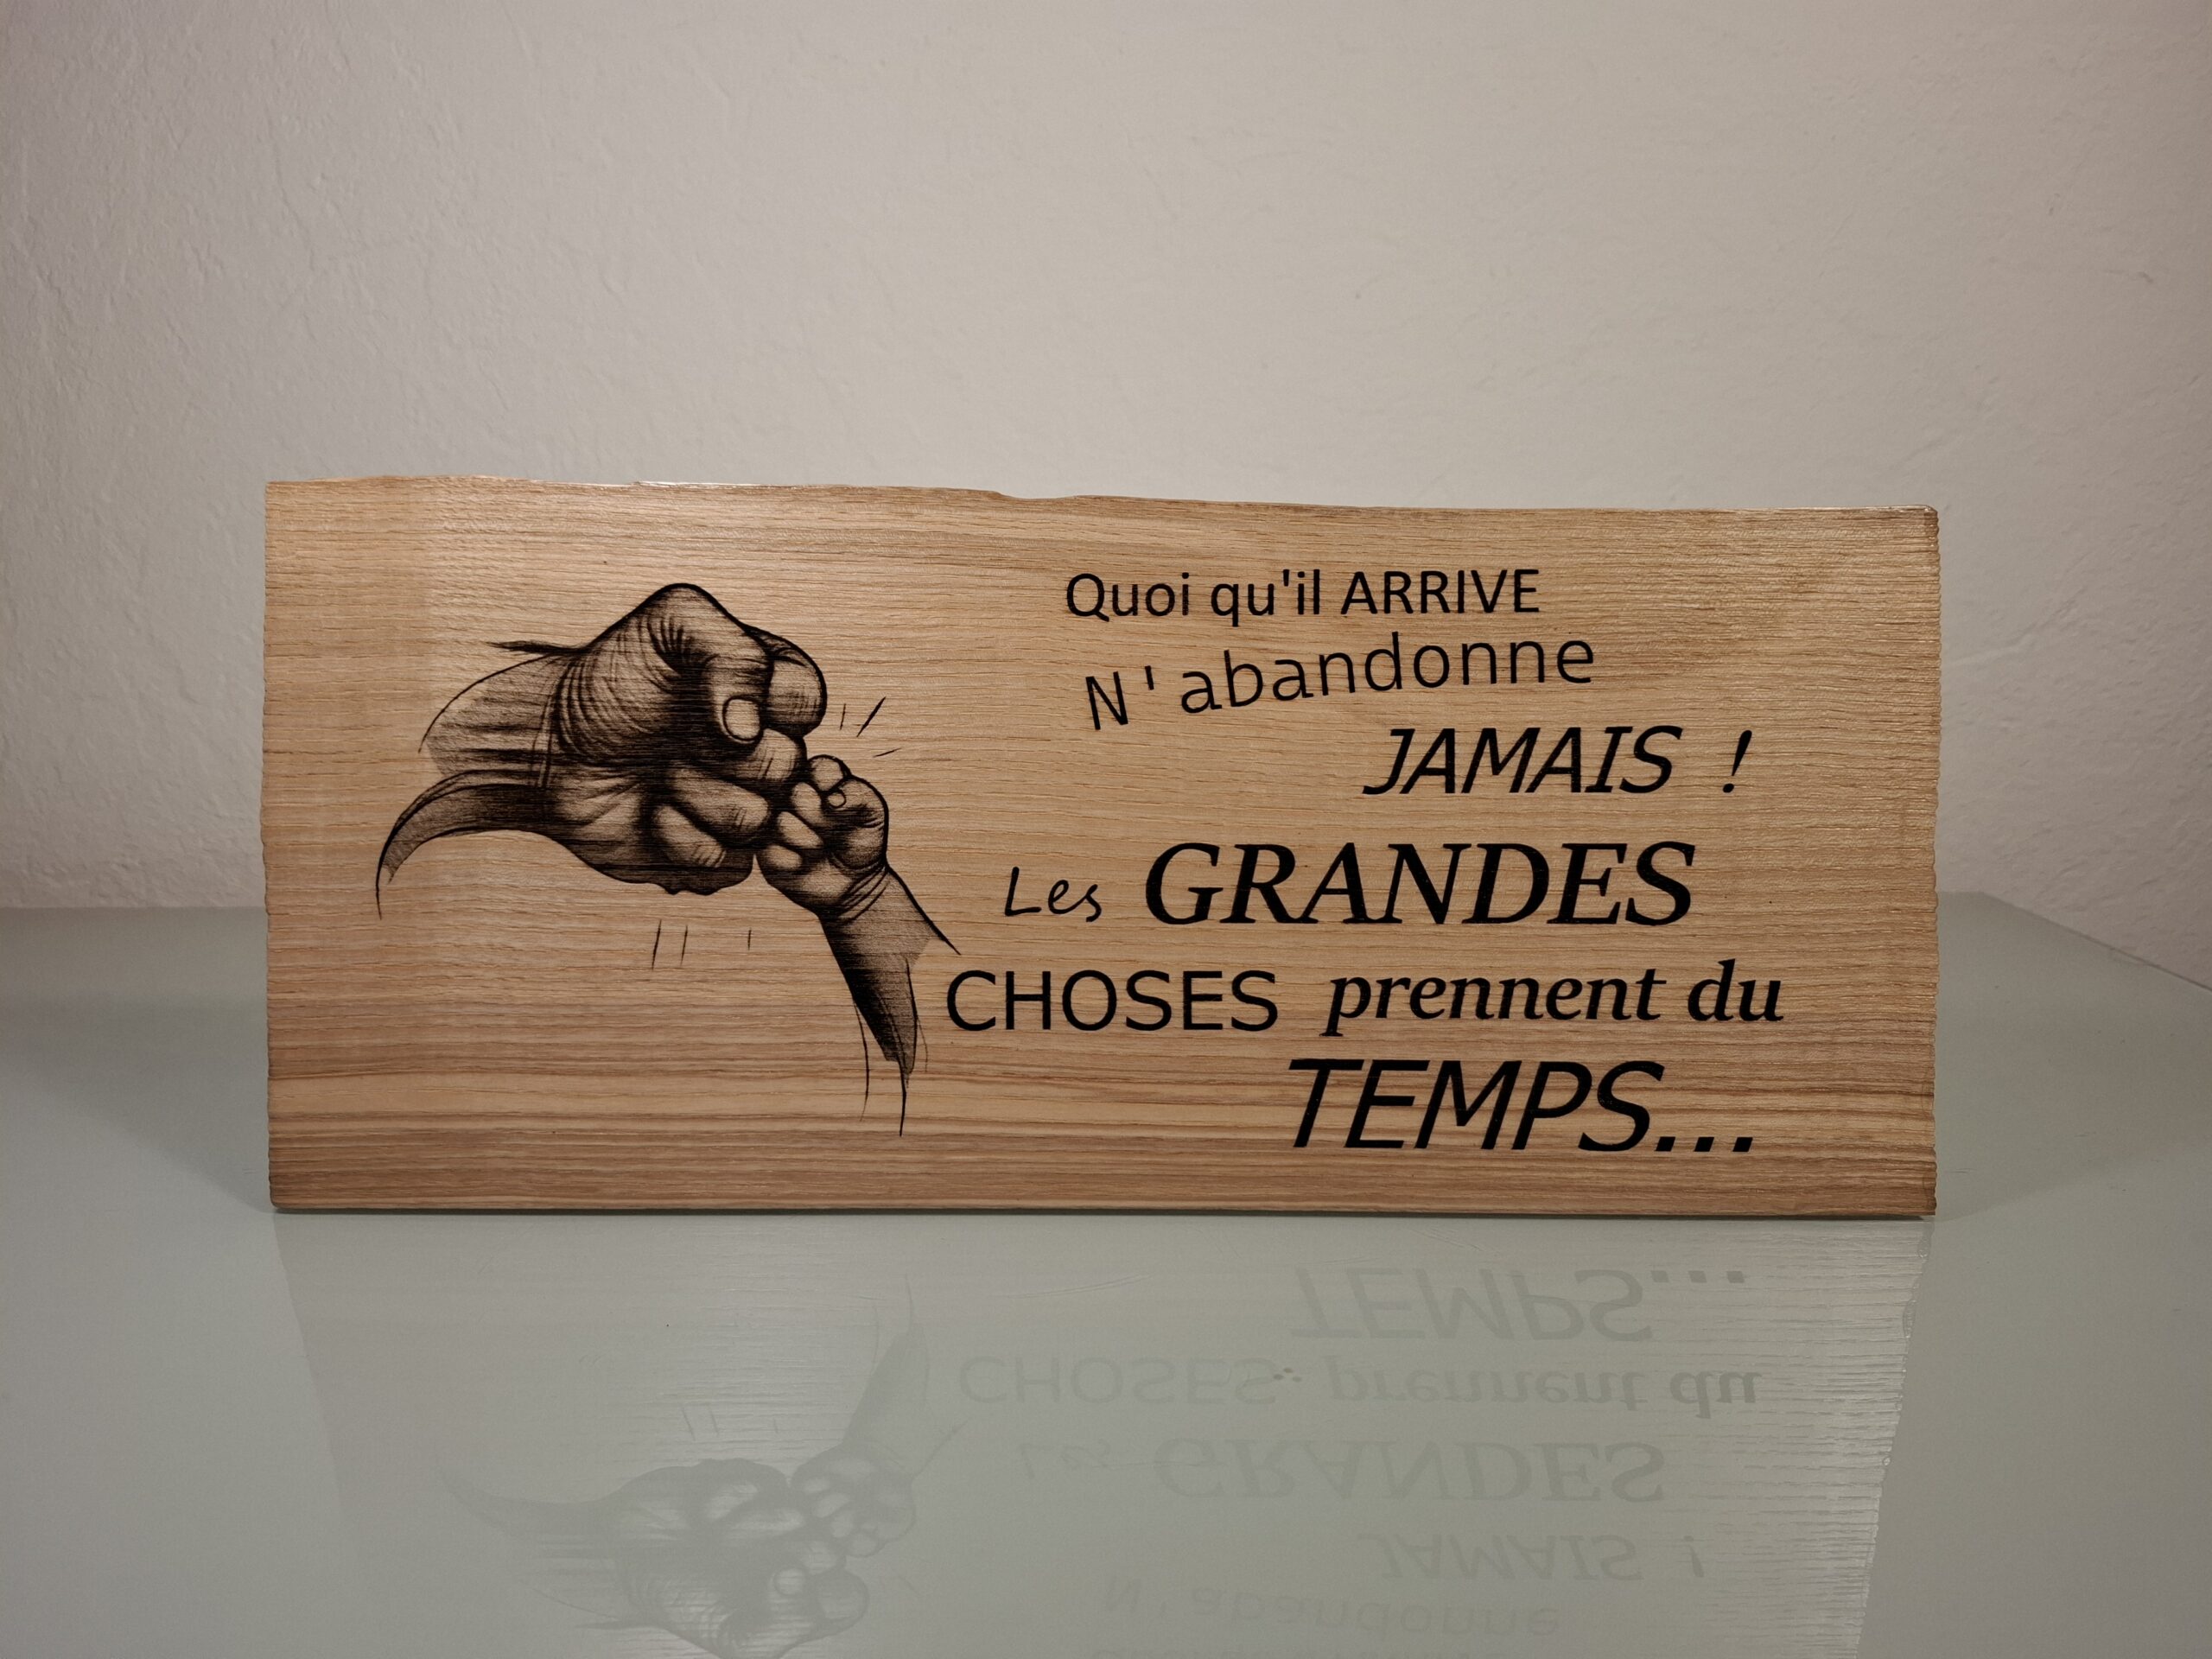 Quoi qu'il ARRIVE
N'abandonne
JAMAIS !
Les GRANDES
CHOSES prennent du
TEMPS...